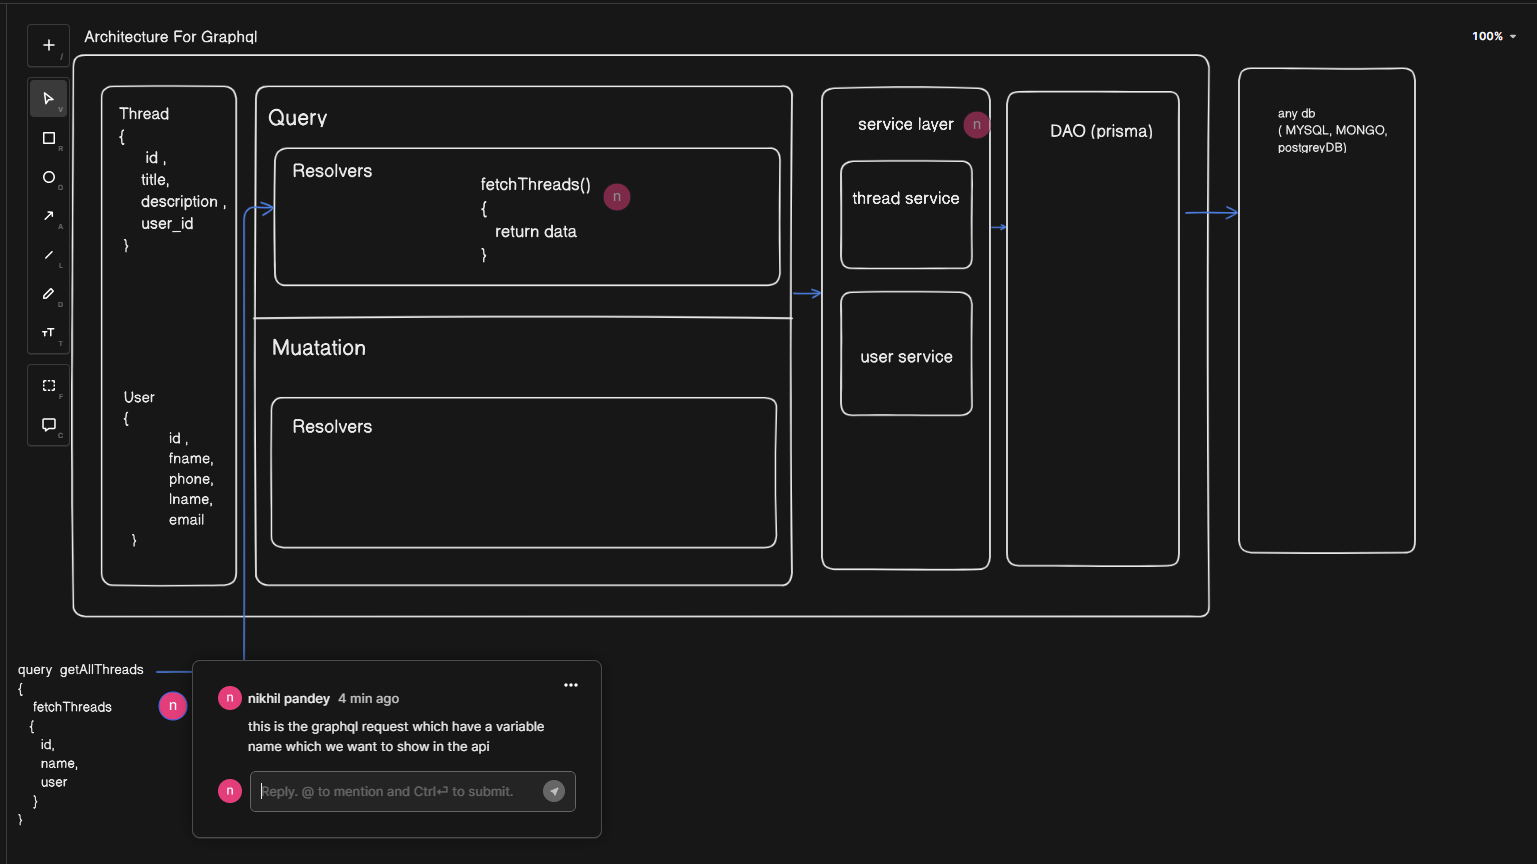 Architecture For Graphql
100%
/
V
R
O
A
L
D
T
F
C
Thread
{
id ,
title,
description ,
user_id
}
User
{
id ,
fname,
phone,
lname,
email
}
Query
Resolvers
fetchThreads()
n
{
return data
}
Muatation
Resolvers
service layer
n
thread service
user service
DAO (prisma)
any db
( MYSQL, MONGO,
postgreyDB)
query getAllThreads
{
fetchThreads
{
id,
name,
user
}
}
n
n
nikhil pandey 4 min ago
this is the graphql request which have a variable
name which we want to show in the api
n
Reply. @ to mention and Ctrl⏎ to submit.